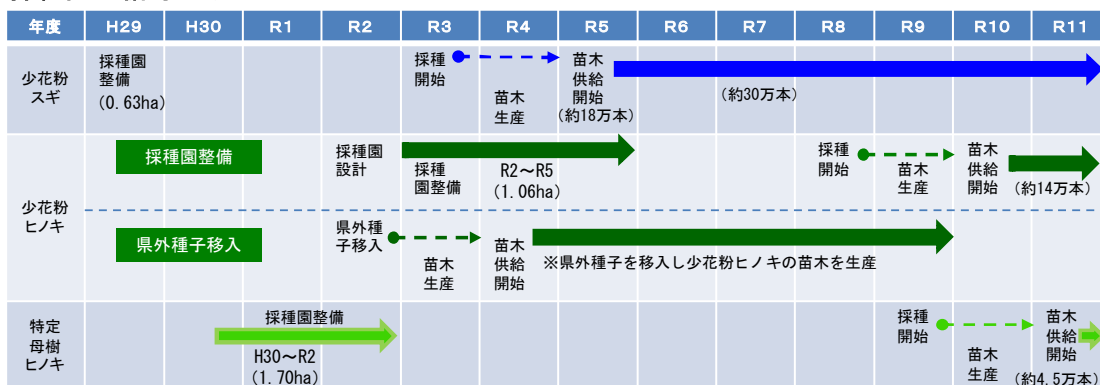 年度 H29 H30 R1 R2 R3 R4 R5 R6 R7 R8 R9 R10 R11
少花粉
スギ
採種園
整備
(0.63ha)
採種
開始
苗木
生産
苗木
供給
開始
(約18万本)
(約30万本)
少花粉
ヒノキ
採種園整備
採種園
設計
採種
園整備
R2～R5
(1.06ha)
採種
開始
苗木
生産
苗木
供給
開始
(約14万本)
県外種子移入
県外種
子移入
苗木
生産
苗木
供給
開始
※県外種子を移入し少花粉ヒノキの苗木を生産
特定
母樹
ヒノキ
採種園整備
H30～R2
(1.70ha)
採種
開始
苗木
生産
苗木
供給
開始
(約4.5万本)